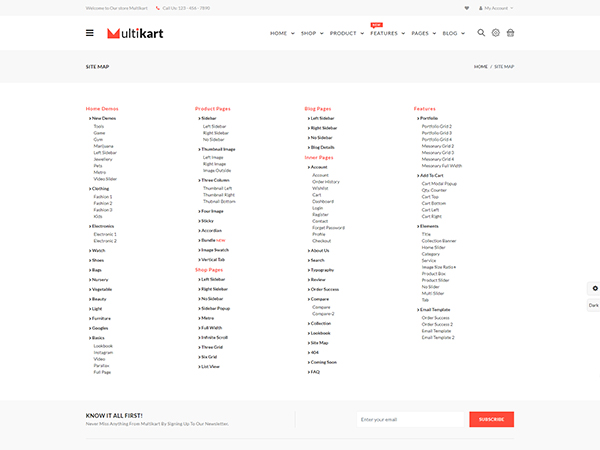 Welcome to Our store Multikart
Call Us: 123 - 456 - 7890
My Account
Multikart
HOME
SHOP
PRODUCT
NEW
FEATURES
PAGES
BLOG
SITE MAP
HOME / SITE MAP
Home Demos
New Demos
Tools
Game
Gym
Marijuana
Left Sidebar
Jewellery
Pets
Metro
Video Slider
Clothing
Fashion 1
Fashion 2
Fashion 3
Kids
Electronics
Electronic 1
Electronic 2
Watch
Shoes
Bags
Nursery
Vegetable
Beauty
Light
Furniture
Googles
Basics
Lookbook
Instagram
Video
Parallax
Full Page
Product Pages
Sidebar
Left Sidebar
Right Sidebar
No Sidebar
Thumbnail Image
Left Image
Right Image
Image Outside
Three Column
Thumbnail Left
Thumbnail Right
Thubnail Bottom
Four Image
Sticky
Accordian
Bundle NEW
Image Swatch
Vertical Tab
Shop Pages
Left Sidebar
Right Sidebar
No Sidebar
Sidebar Popup
Metro
Full Width
Infinite Scroll
Three Grid
Six Grid
List View
Blog Pages
Left Sidebar
Right Sidebar
No Sidebar
Blog Details
Inner Pages
Account
Account
Order History
Wishlist
Cart
Dashboard
Login
Register
Contact
Forget Password
Profile
Checkout
About Us
Search
Typography
Review
Order Success
Compare
Compare
Compare-2
Collection
Lookbook
Site Map
404
Coming Soon
FAQ
Features
Portfolio
Portfolio Grid 2
Portfolio Grid 3
Portfolio Grid 4
Mesonary Grid 2
Mesonary Grid 3
Mesonary Grid 4
Mesonary Full Width
Add To Cart
Cart Modal Popup
Qty. Counter
Cart Top
Cart Bottom
Cart Left
Cart Right
Elements
Title
Collection Banner
Home Slider
Category
Service
Image Size Ratio
Product Box
Product Slider
No Slider
Multi Slider
Tab
Email Template
Order Success
Order Success 2
Email Template
Email Template 2
Dark
KNOW IT ALL FIRST!
Never Miss Anything From Multikart By Signing Up To Our Newsletter.
Enter your email
SUBSCRIBE